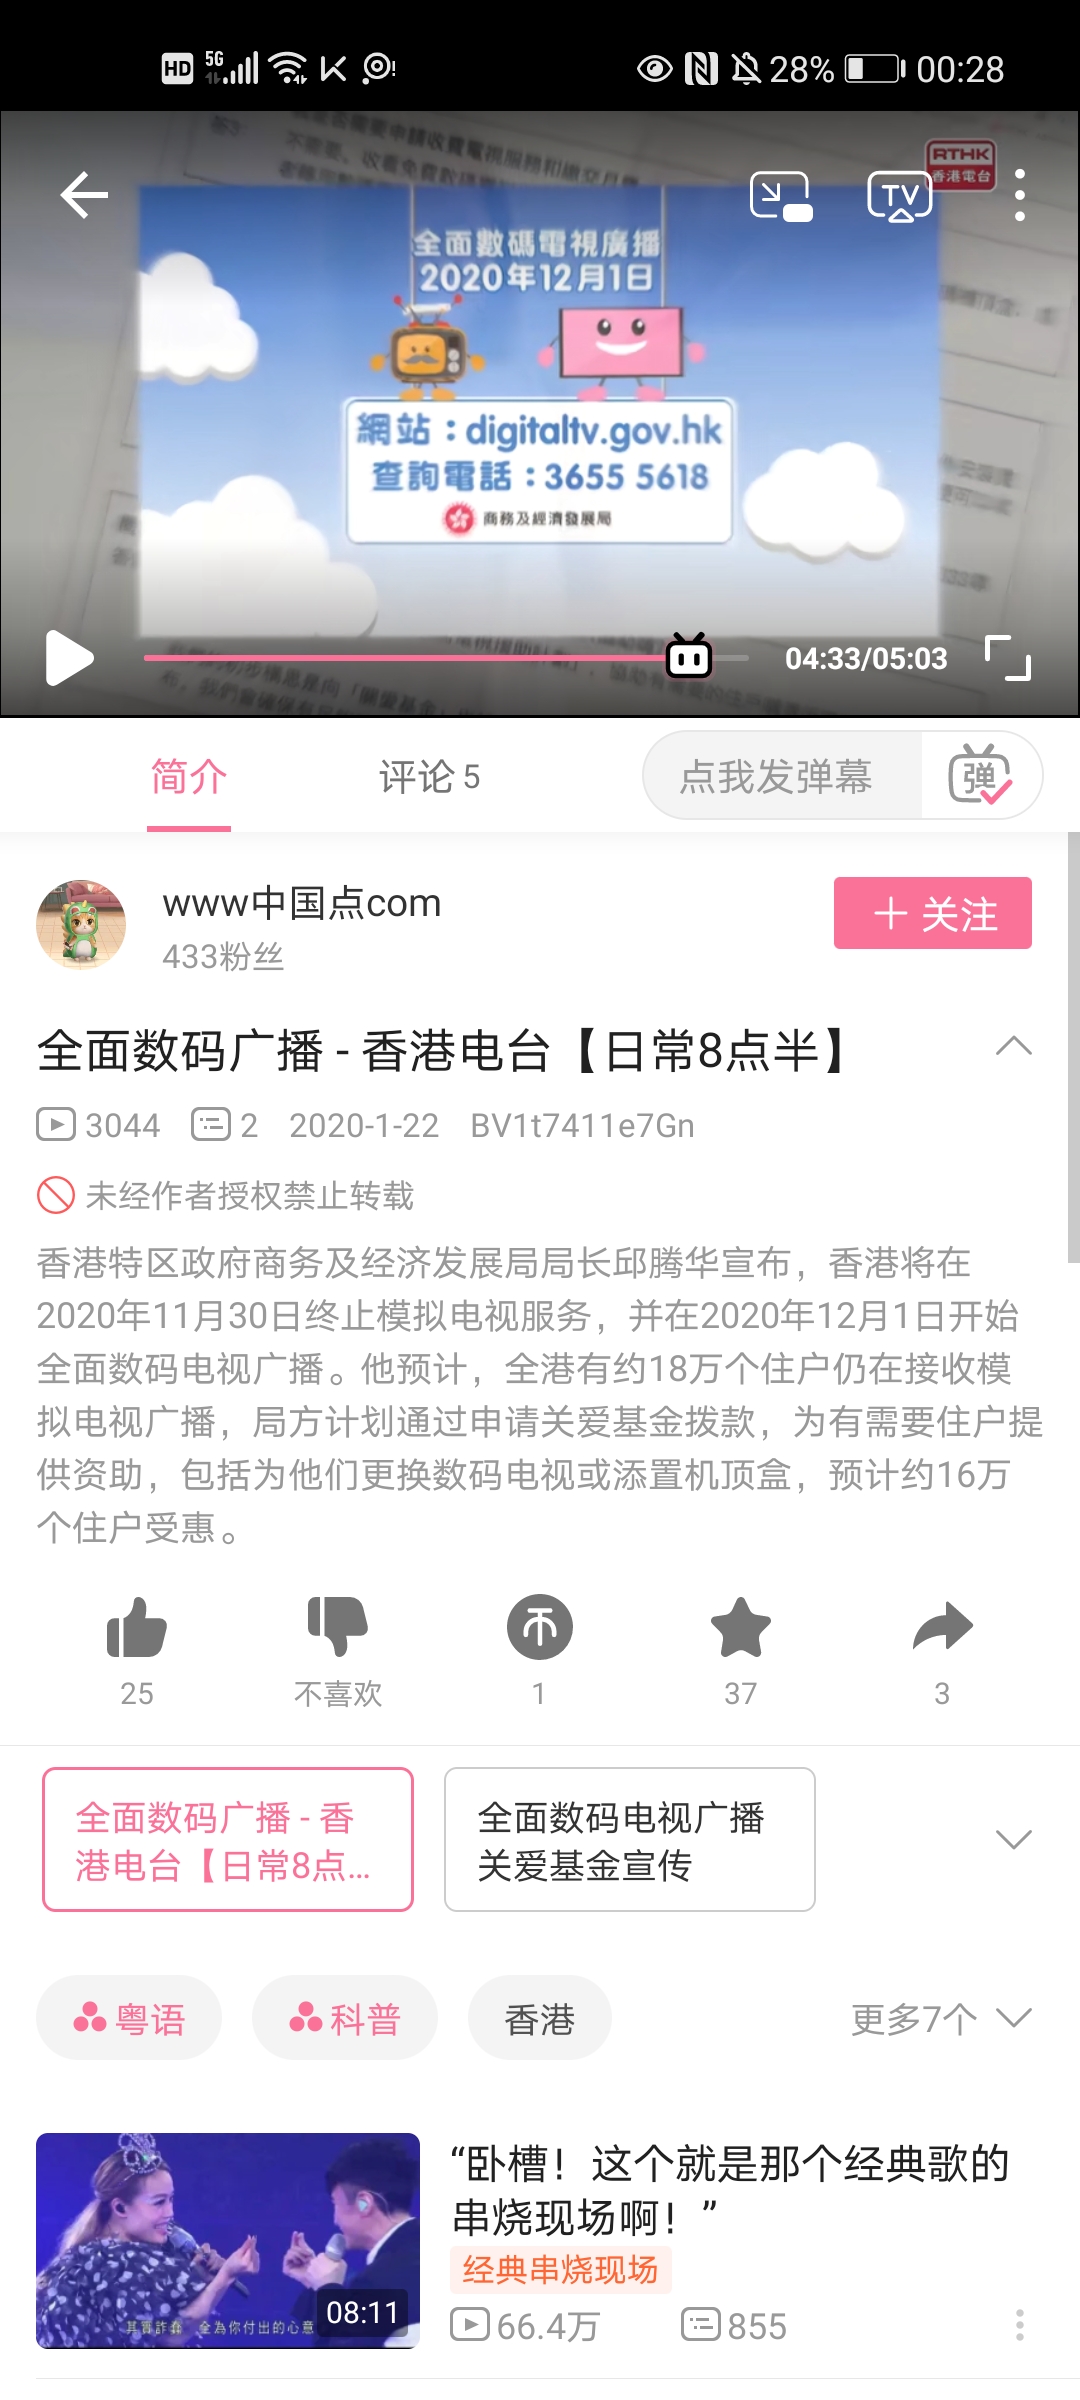 HD 5G 28% 00:28
RTHK
香港電台
TV
全面數碼電視廣播
2020年12月1日
網站：digitaltv.gov.hk
查詢電話：3655 5618
商務及經濟發展局
04:33/05:03
简介
评论 5
点我发弹幕
弹
www中国点com
433粉丝
关注
全面数码广播 - 香港电台【日常8点半】
3044 2 2020-1-22 BV1t7411e7Gn
未经作者授权禁止转载
香港特区政府商务及经济发展局局长邱腾华宣布，香港将在
2020年11月30日终止模拟电视服务，并在2020年12月1日开始
全面数码电视广播。他预计，全港有约18万个住户仍在接收模
拟电视广播，局方计划通过申请关爱基金拨款，为有需要住户提
供资助，包括为他们更换数码电视或添置机顶盒，预计约16万
个住户受惠。
25
不喜欢
1
37
3
全面数码广播 - 香
港电台【日常8点...
全面数码电视广播
关爱基金宣传
粤语
科普
香港
更多7个
“卧槽！这个就是那个经典歌的
串烧现场啊！”
经典串烧现场
66.4万 855
全為你付出的心意
08:11